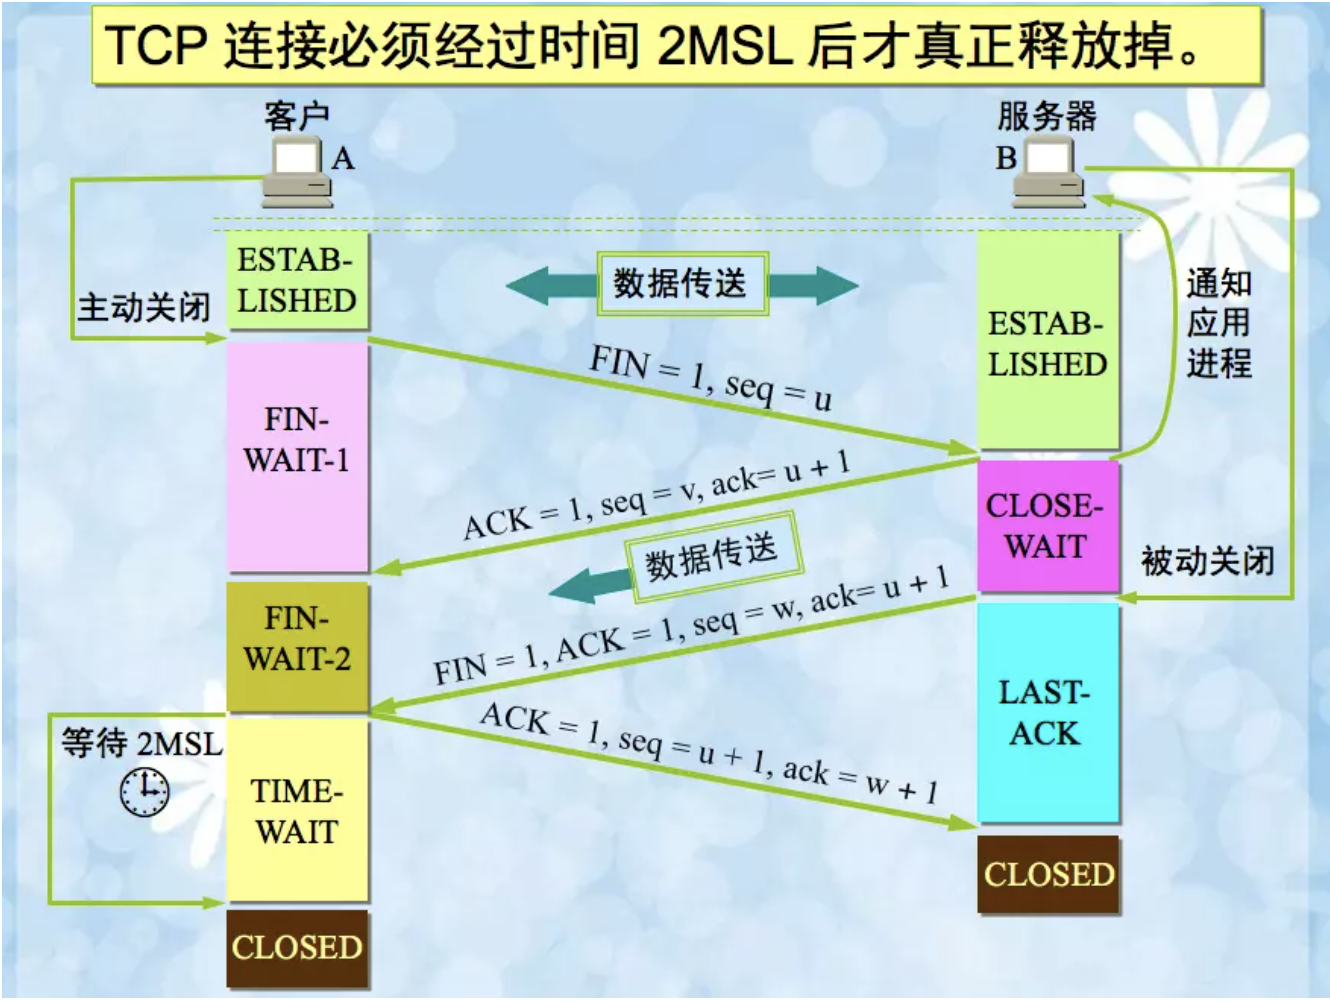 TCP 连接必须经过时间 2MSL 后才真正释放掉。
客户
A
服务器
B
ESTAB-
LISHED
数据传送
ESTAB-
LISHED
通知
应用
进程
主动关闭
FIN = 1, seq = u
FIN-
WAIT-1
ACK = 1, seq = v, ack= u + 1
CLOSE-
WAIT
数据传送
被动关闭
FIN-
WAIT-2
FIN = 1, ACK = 1, seq = w, ack= u + 1
LAST-
ACK
ACK = 1, seq = u + 1, ack = w + 1
等待 2MSL
TIME-
WAIT
CLOSED
CLOSED